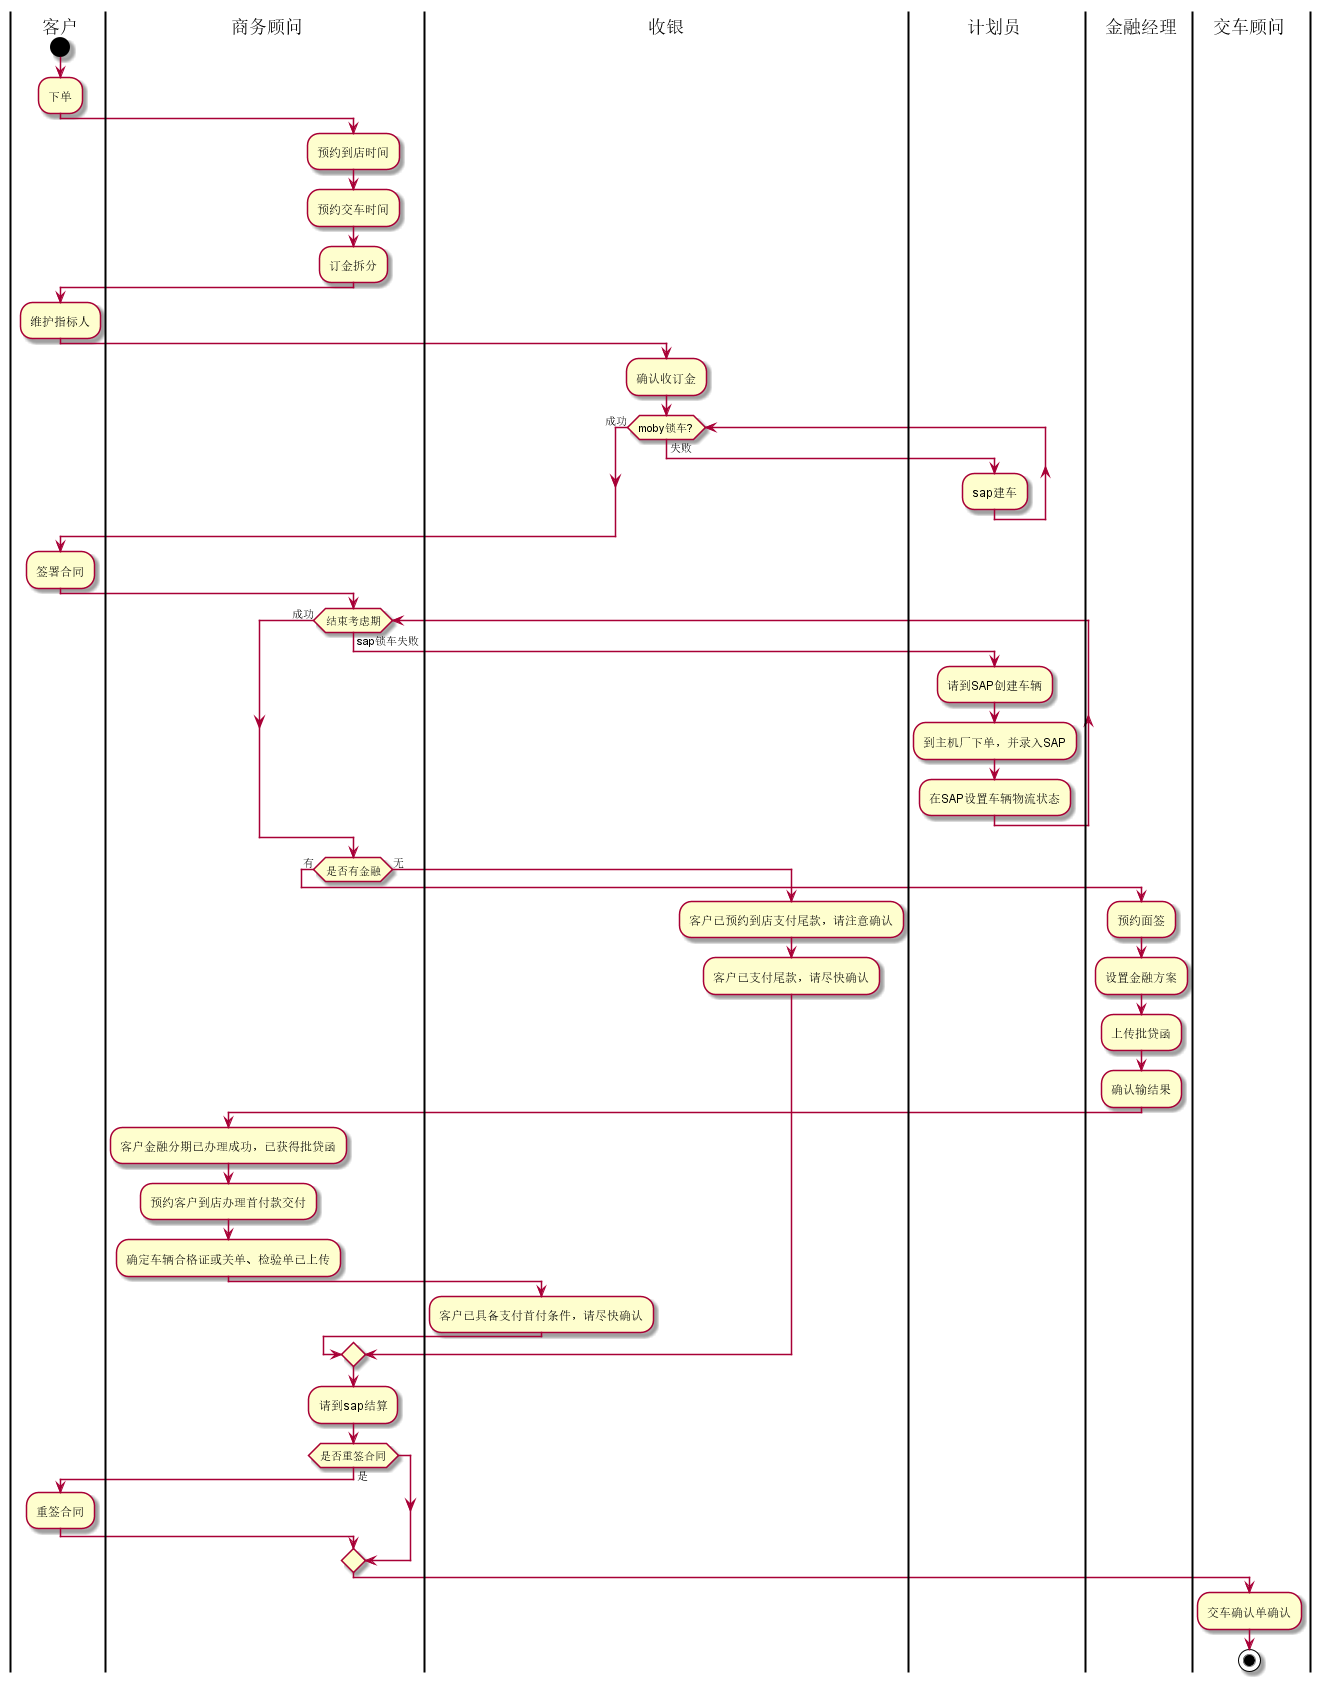 客户
商务顾问
收银
计划员
金融经理
交车顾问
下单
预约到店时间
预约交车时间
订金拆分
维护指标人
确认收订金
成功
moby锁车?
失败
sap建车
签署合同
成功
结束考虑期
sap锁车失败
请到SAP创建车辆
到主机厂下单，并录入SAP
在SAP设置车辆物流状态
有
是否有金融
无
客户已预约到店支付尾款，请注意确认
预约面签
客户已支付尾款，请尽快确认
设置金融方案
上传批贷函
确认输结果
客户金融分期已办理成功，已获得批贷函
预约客户到店办理首付款交付
确定车辆合格证或关单、检验单已上传
客户已具备支付首付条件，请尽快确认
请到sap结算
是否重签合同
是
重签合同
交车确认单确认